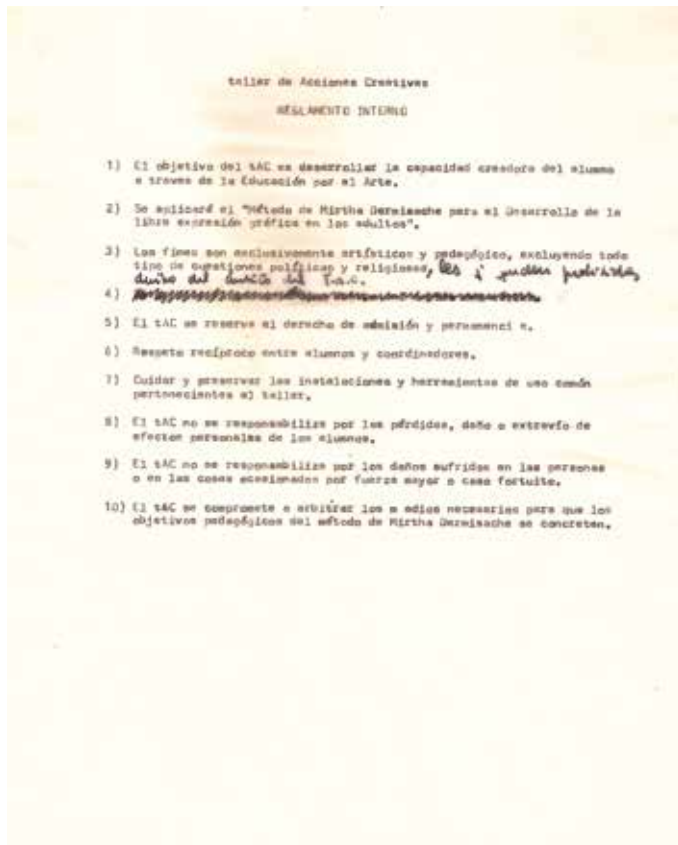 taller de Acciones Creativas
REGLAMENTO INTERNO
1) El objetivo del tAC es desarrollar la capacidad creadora del alumno
a traves de la Educación por el Arte.
2) Se aplicará el "Método de Mirtha Dermisache para el Desarrollo de la
libre expresión gráfica en los adultos".
3) Los fines son exclusivamente artísticos y pedagógico, excluyendo todo
tipo de cuestiones políticas y religiosas, quedan prohibidas
del del T.A.C.
4)
5) El tAC se reserva el derecho de admisión y permanenci a.
6) Respeto recíproco entre alumnos y coordinadores.
7) Cuidar y preservar las instalaciones y herramientas de uso común
pertenecientes al taller.
8) El tAC no se responsabiliza por las pérdidas, daño o extravío de
efectos personales de los alumnos.
9) El tAC no se responsabiliza por los daños sufridos en las personas
o en las cosas ocasionados por fuerza mayor o caso fortuito.
10) El tAC se compromete a arbitrar los m edios necesarios para que los
objetivos pedagógicos del método de Mirtha Dermisache se concreten.